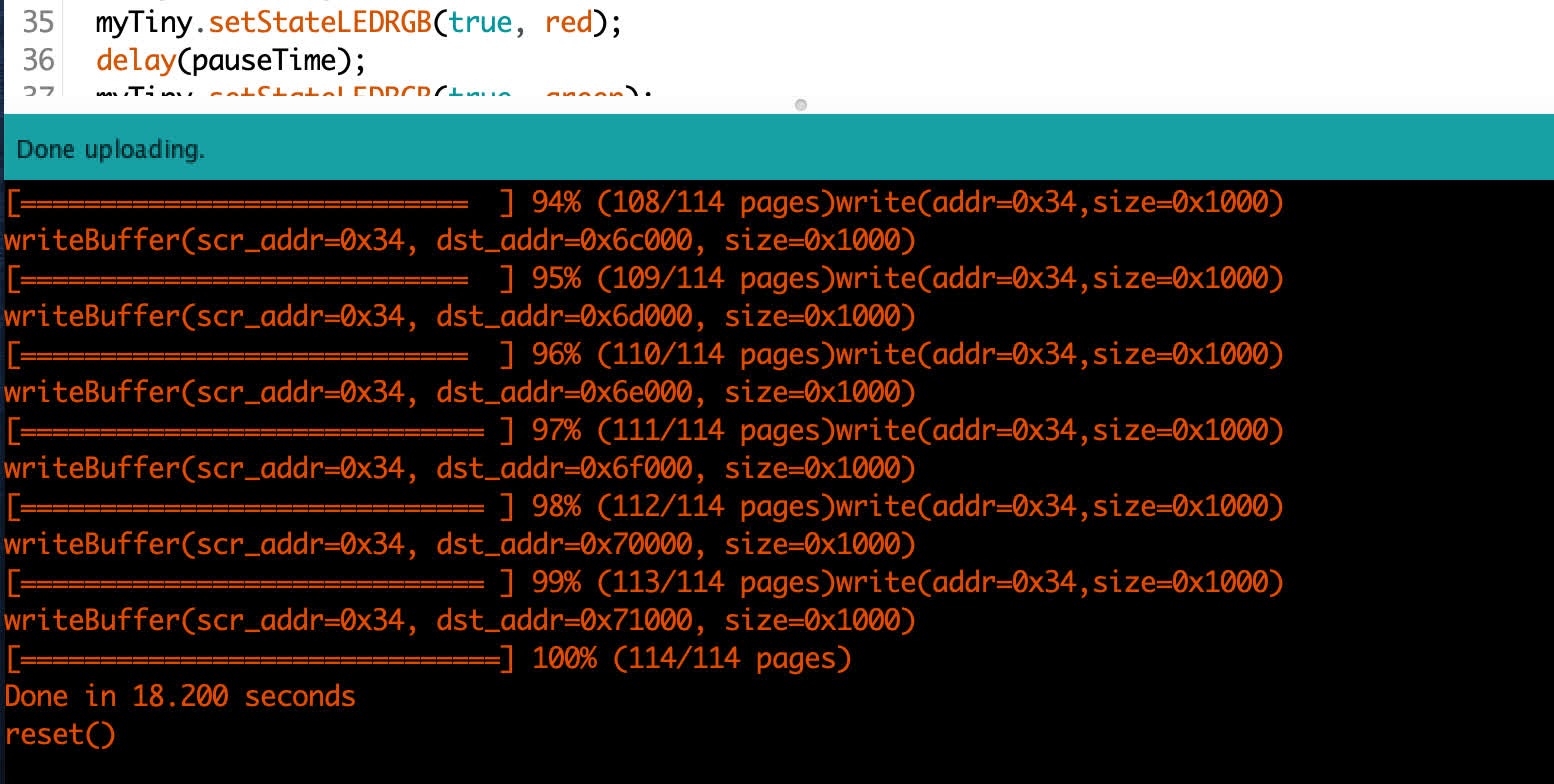 35 myTiny.setStateLEDRGB(true, red);
36 delay(pauseTime);
37 myTiny.setStateLEDRGB(true, green);
Done uploading.
[============================  ] 94% (108/114 pages)write(addr=0x34,size=0x1000)
writeBuffer(scr_addr=0x34, dst_addr=0x6c000, size=0x1000)
[============================  ] 95% (109/114 pages)write(addr=0x34,size=0x1000)
writeBuffer(scr_addr=0x34, dst_addr=0x6d000, size=0x1000)
[============================  ] 96% (110/114 pages)write(addr=0x34,size=0x1000)
writeBuffer(scr_addr=0x34, dst_addr=0x6e000, size=0x1000)
[============================= ] 97% (111/114 pages)write(addr=0x34,size=0x1000)
writeBuffer(scr_addr=0x34, dst_addr=0x6f000, size=0x1000)
[============================= ] 98% (112/114 pages)write(addr=0x34,size=0x1000)
writeBuffer(scr_addr=0x34, dst_addr=0x70000, size=0x1000)
[============================= ] 99% (113/114 pages)write(addr=0x34,size=0x1000)
writeBuffer(scr_addr=0x34, dst_addr=0x71000, size=0x1000)
[==============================] 100% (114/114 pages)
Done in 18.200 seconds
reset()